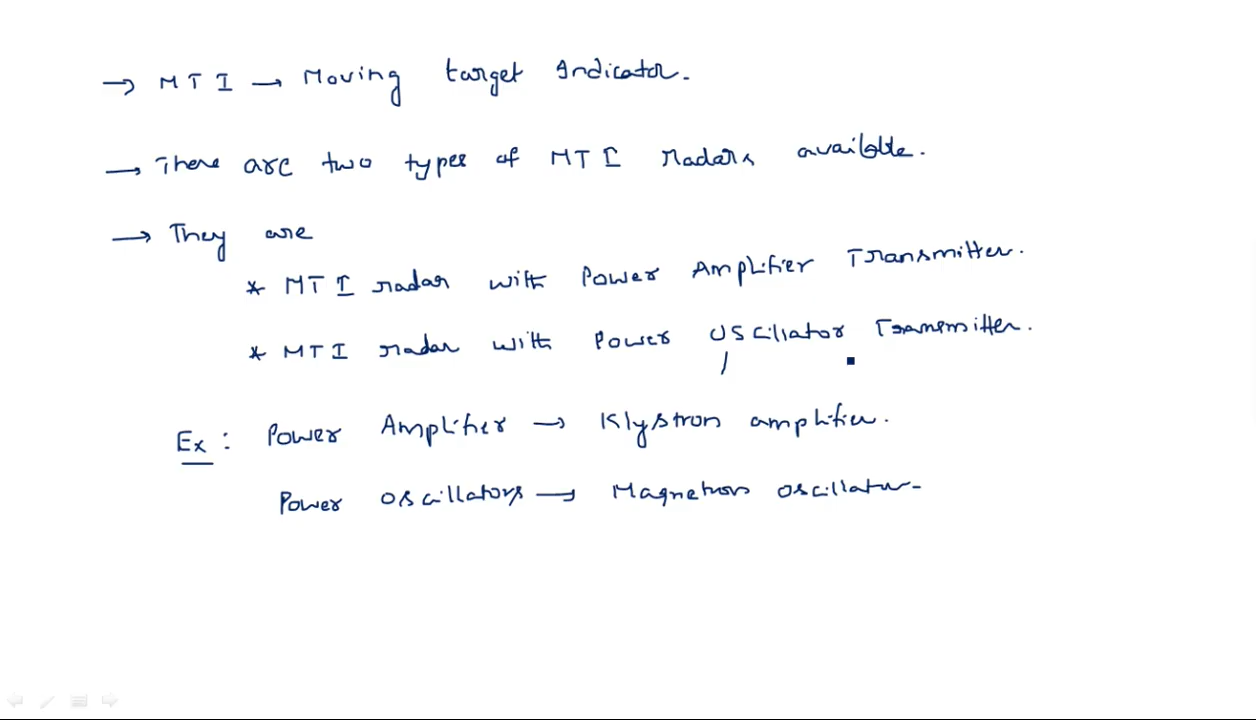 → MTI → Moving target Indicator.
→ There are two types of MTI radars available.
→ They are
* MTI radar with Power Amplifier Transmitter.
* MTI radar with Power Oscillator Transmitter.
Ex: Power Amplifier → Klystron amplifier.
Power oscillators → Magnetron oscillator